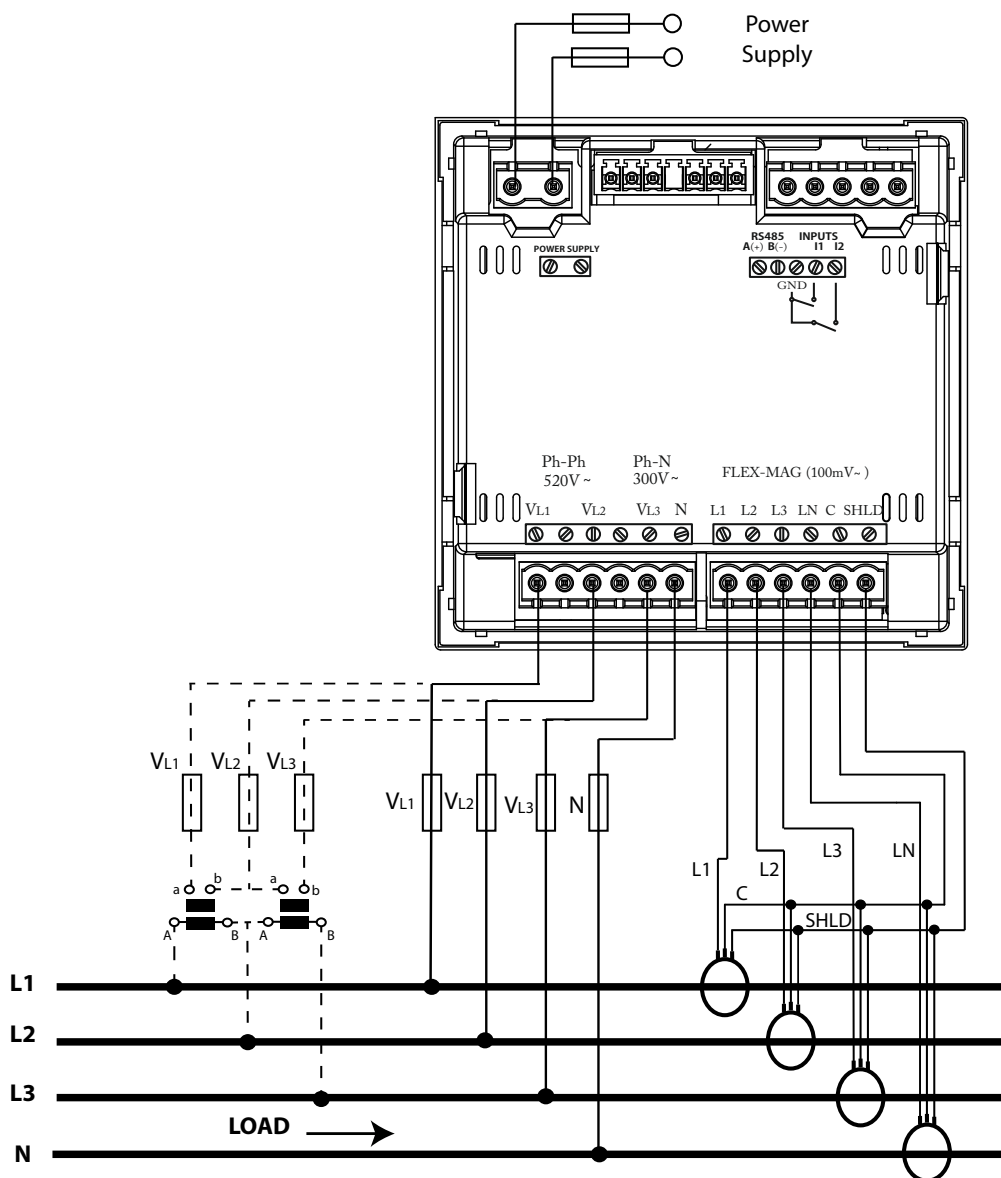 Power
Supply
POWER SUPPLY
RS485 INPUTS
A(+) B(-) I1 I2
GND
Ph-Ph Ph-N
520V ~ 300V ~
FLEX-MAG (100mV~)
VL1 VL2 VL3 N
L1 L2 L3 LN C SHLD
VL1 VL2 VL3
VL1 VL2 VL3 N
L1 L2 L3 LN
a b a b
C
SHLD
A B A B
L1
L2
L3
LOAD
N